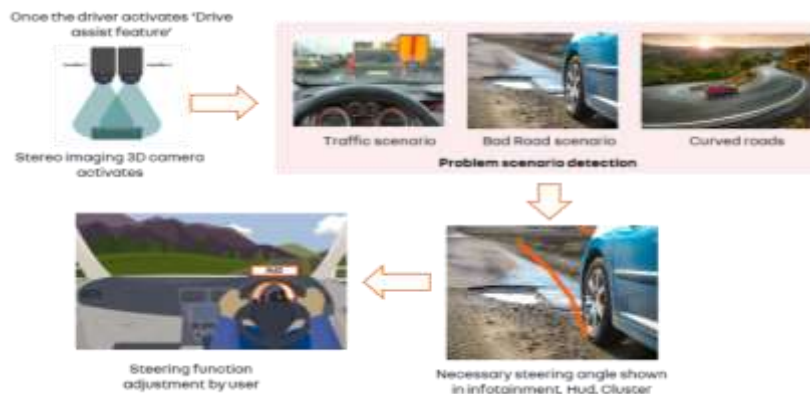 Once the driver activates 'Drive
assist feature'
Stereo imaging 3D camera
activates
Traffic scenario
Bad Road scenario
Curved roads
Problem scenario detection
Steering function
adjustment by user
Necessary steering angle shown
in infotainment, Hud, Cluster